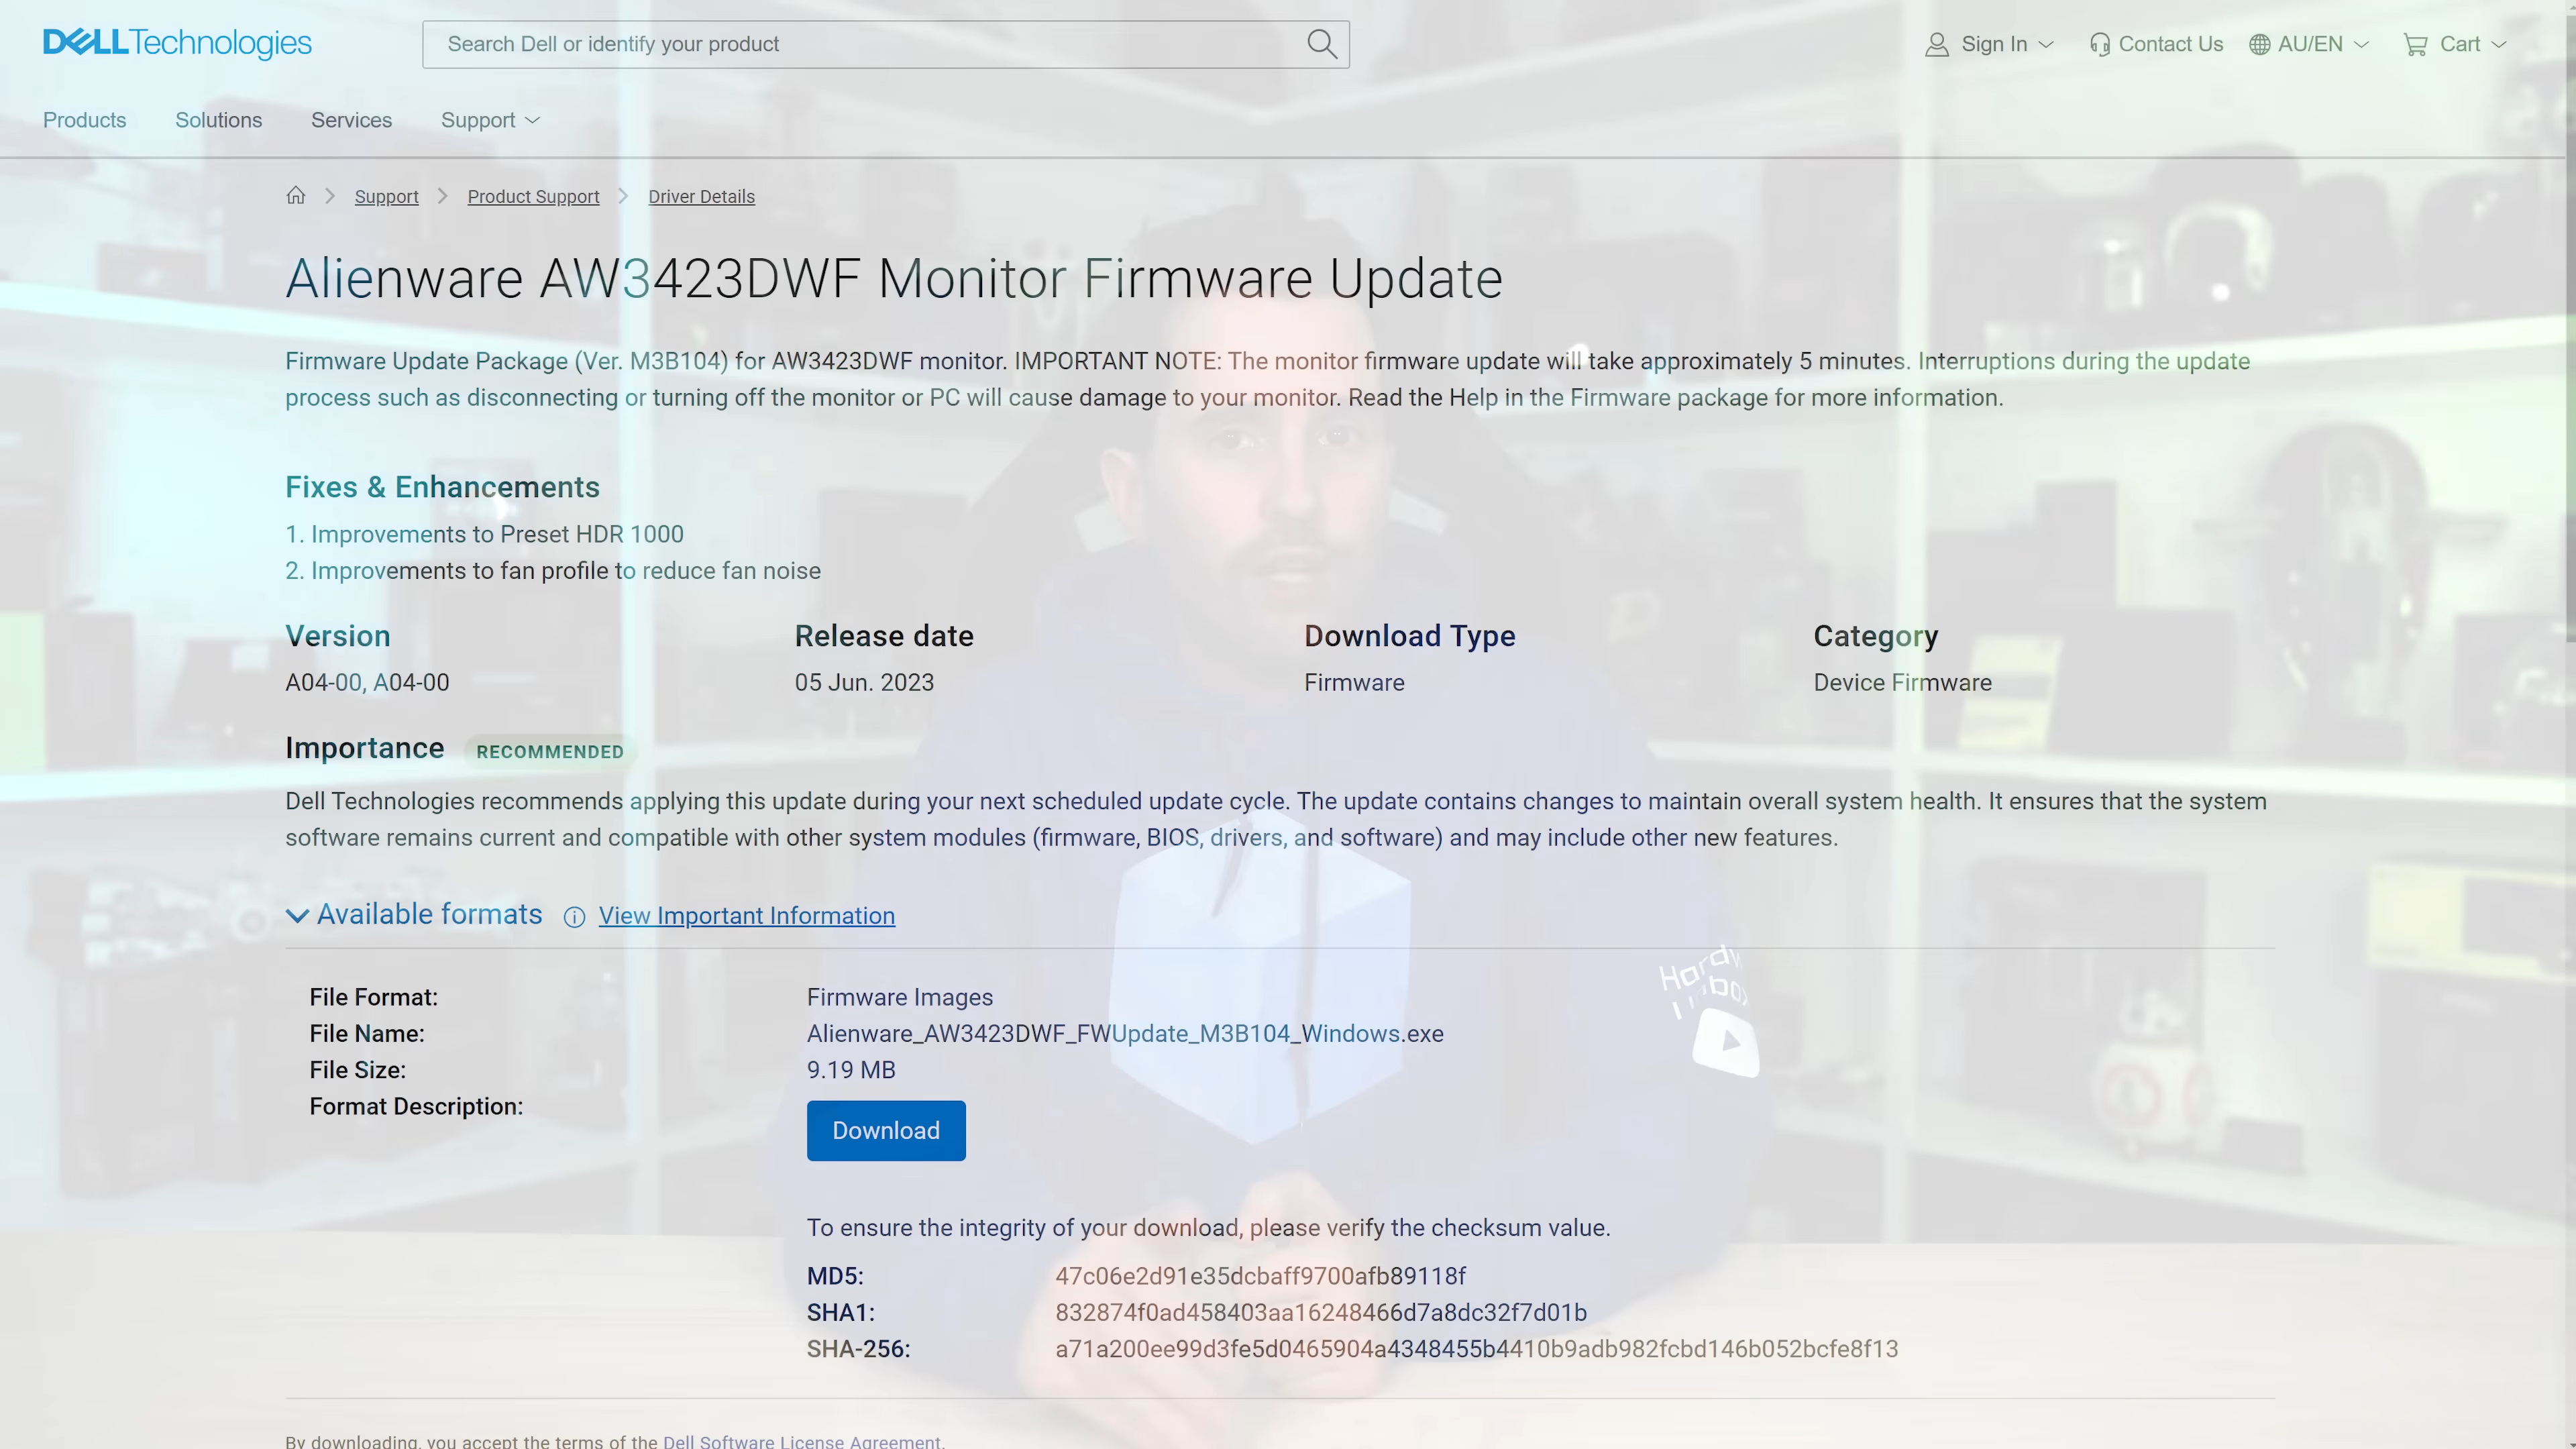 DELLTechnologies
Search Dell or identify your product
Sign In
Contact Us
AU/EN
Cart
Products
Solutions
Services
Support
Support
Product Support
Driver Details
Alienware AW3423DWF Monitor Firmware Update
Firmware Update Package (Ver. M3B104) for AW3423DWF monitor. IMPORTANT NOTE: The monitor firmware update will take approximately 5 minutes. Interruptions during the update
process such as disconnecting or turning off the monitor or PC will cause damage to your monitor. Read the Help in the Firmware package for more information.
Fixes & Enhancements
1. Improvements to Preset HDR 1000
2. Improvements to fan profile to reduce fan noise
Version
A04-00, A04-00
Release date
05 Jun. 2023
Download Type
Firmware
Category
Device Firmware
Importance RECOMMENDED
Dell Technologies recommends applying this update during your next scheduled update cycle. The update contains changes to maintain overall system health. It ensures that the system
software remains current and compatible with other system modules (firmware, BIOS, drivers, and software) and may include other new features.
Available formats View Important Information
File Format: Firmware Images
File Name: Alienware_AW3423DWF_FWUpdate_M3B104_Windows.exe
File Size: 9.19 MB
Format Description:
Download
To ensure the integrity of your download, please verify the checksum value.
MD5: 47c06e2d91e35dcbaff9700afb89118f
SHA1: 832874f0ad458403aa16248466d7a8dc32f7d01b
SHA-256: a71a200ee99d3fe5d0465904a4348455b4410b9adb982fcbd146b052bcfe8f13
By downloading, you accept the terms of the Dell Software License Agreement.